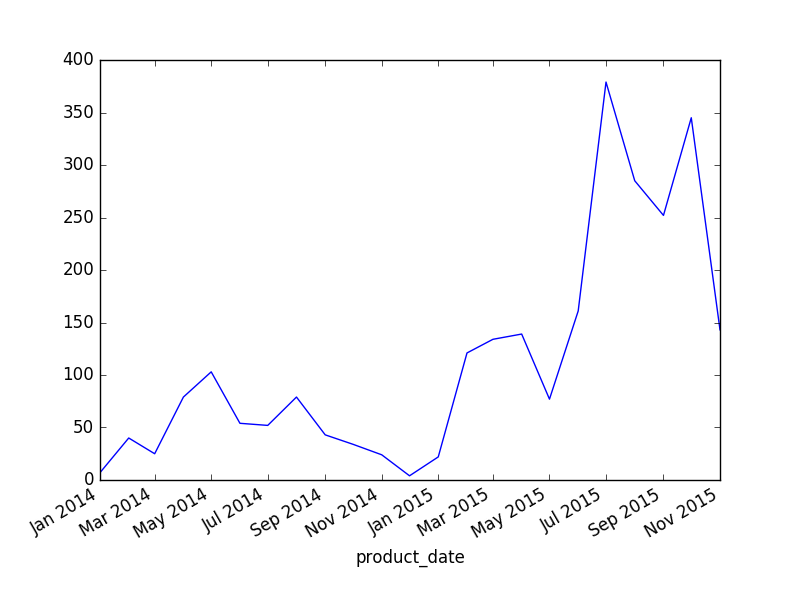 400
350
300
250
200
150
100
50
0
Jan 2014
Mar 2014
May 2014
Jul 2014
Sep 2014
Nov 2014
Jan 2015
Mar 2015
May 2015
Jul 2015
Sep 2015
Nov 2015
product_date